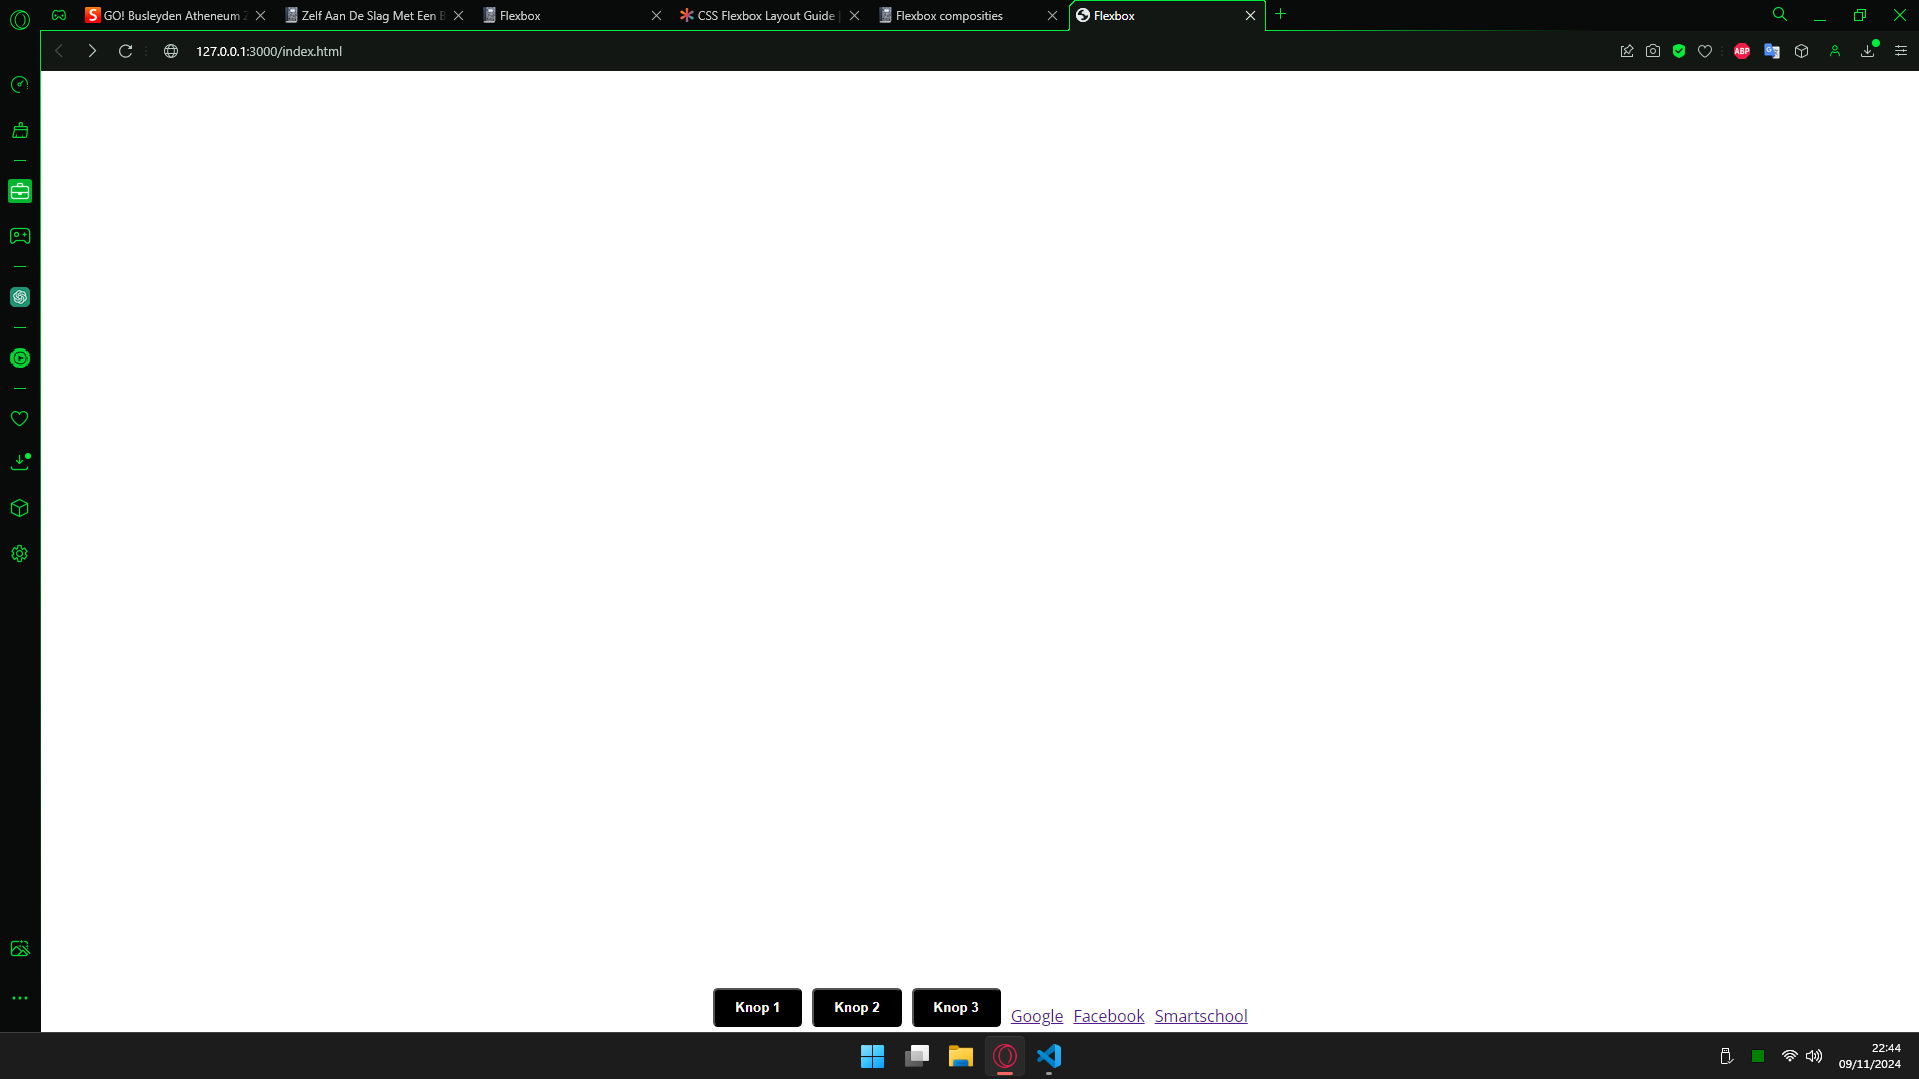 GO! Busleyden Atheneum
Zelf Aan De Slag Met Een B
Flexbox
CSS Flexbox Layout Guide |
Flexbox composities
Flexbox
127.0.0.1:3000/index.html
ABP
Knop 1
Knop 2
Knop 3
Google
Facebook
Smartschool
22:44
09/11/2024